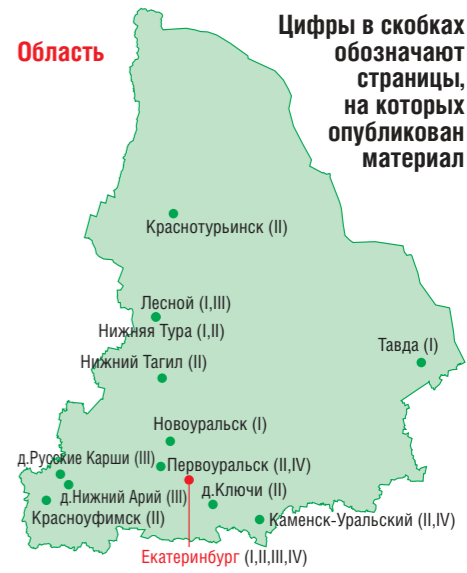 Область
Цифры в скобках
обозначают
страницы,
на которых
опубликован
материал
Краснотурьинск (II)
Лесной (I,III)
Нижняя Тура (I,II)
Тавда (I)
Нижний Тагил (II)
Новоуральск (I)
д.Русские Карши (III)
Первоуральск (II,IV)
д.Нижний Арий (III)
д.Ключи (II)
Красноуфимск (II)
Каменск-Уральский (II,IV)
Екатеринбург (I,II,III,IV)